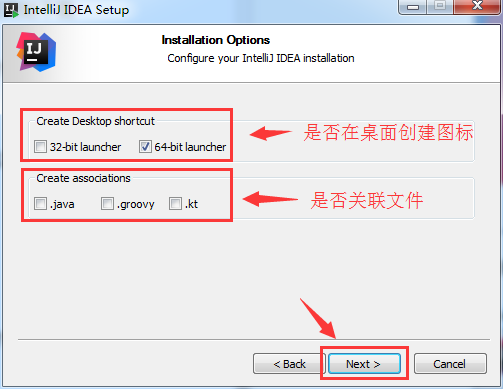 IntelliJ IDEA Setup
IJ
Installation Options
Configure your IntelliJ IDEA installation
Create Desktop shortcut
32-bit launcher 64-bit launcher
是否在桌面创建图标
Create associations
.java .groovy .kt
是否关联文件
< Back Next > Cancel